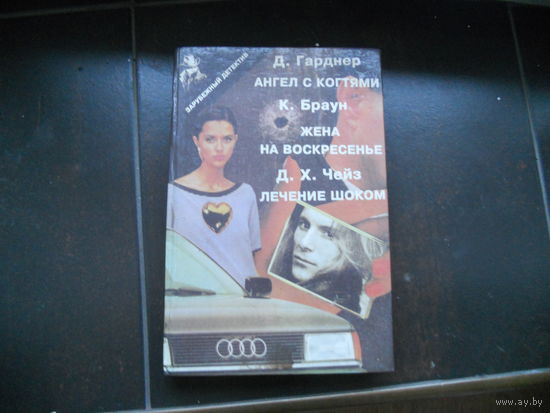 ЗАРУБЕЖНЫЙ ДЕТЕКТИВ
Д. Гарднер
АНГЕЛ С КОГТЯМИ
К. Браун
ЖЕНА
НА ВОСКРЕСЕНЬЕ
Д. Х. Чейз
ЛЕЧЕНИЕ ШОКОМ
www.ay.by